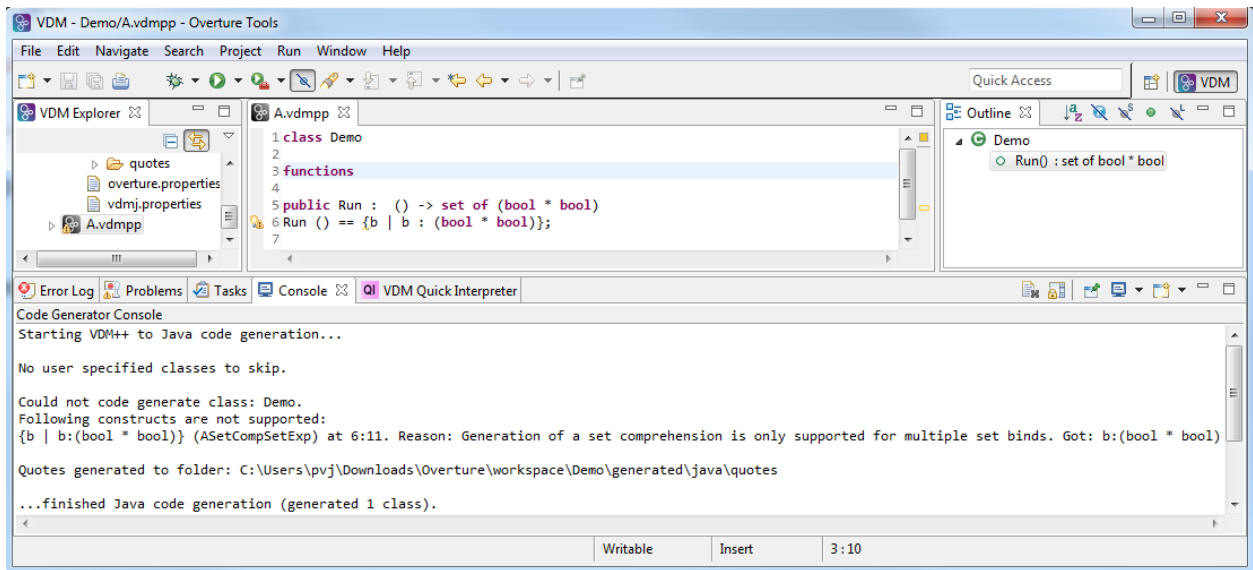 VDM - Demo/A.vdmpp - Overture Tools
File Edit Navigate Search Project Run Window Help
Quick Access
VDM
VDM Explorer
quotes
overture.properties
vdmj.properties
A.vdmpp
A.vdmpp
1 class Demo
2
3 functions
4
5 public Run : () -> set of (bool * bool)
6 Run () == {b | b : (bool * bool)};
7
Outline
Demo
Run() : set of bool * bool
Error Log Problems Tasks Console QI VDM Quick Interpreter
Code Generator Console
Starting VDM++ to Java code generation...
No user specified classes to skip.
Could not code generate class: Demo.
Following constructs are not supported:
{b | b:(bool * bool)} (ASetCompSetExp) at 6:11. Reason: Generation of a set comprehension is only supported for multiple set binds. Got: b:(bool * bool)
Quotes generated to folder: C:\Users\pvj\Downloads\Overture\workspace\Demo\generated\java\quotes
...finished Java code generation (generated 1 class).
Writable Insert 3 : 10